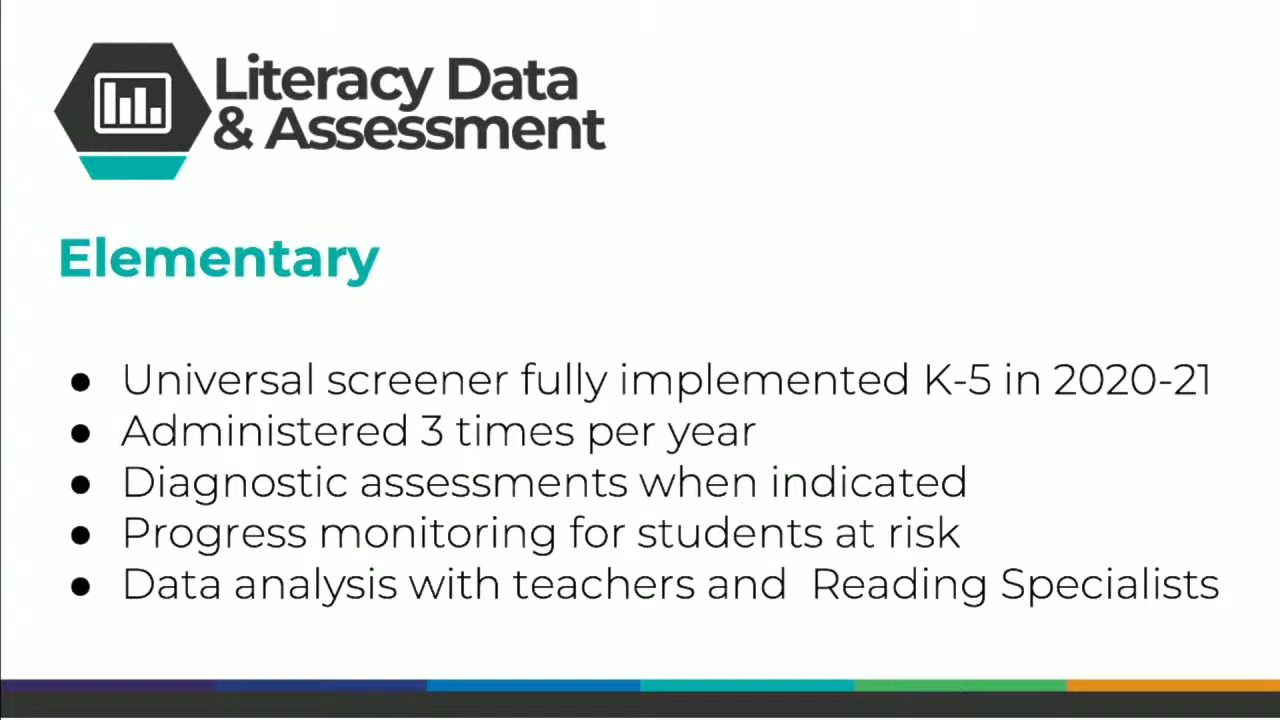 Literacy Data
& Assessment
Elementary
● Universal screener fully implemented K-5 in 2020-21
● Administered 3 times per year
● Diagnostic assessments when indicated
● Progress monitoring for students at risk
● Data analysis with teachers and  Reading Specialists